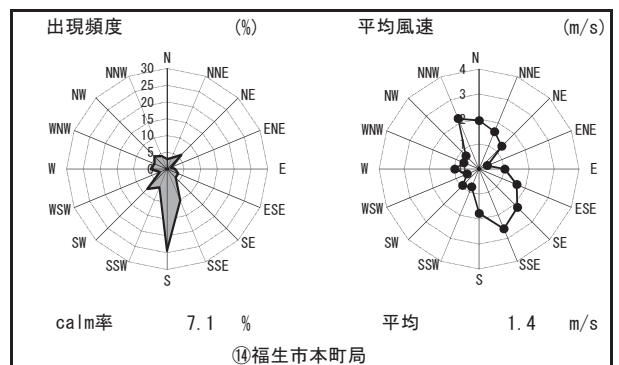 出現頻度 (%)
N
NNE
NE
ENE
E
ESE
SE
SSE
S
SSW
SW
WSW
W
WNW
NW
NNW
30
25
20
15
10
5
calm率 7.1 %
平均風速 (m/s)
N
NNE
NE
ENE
E
ESE
SE
SSE
S
SSW
SW
WSW
W
WNW
NW
NNW
4
3
2
平均 1.4 m/s
⑭福生市本町局